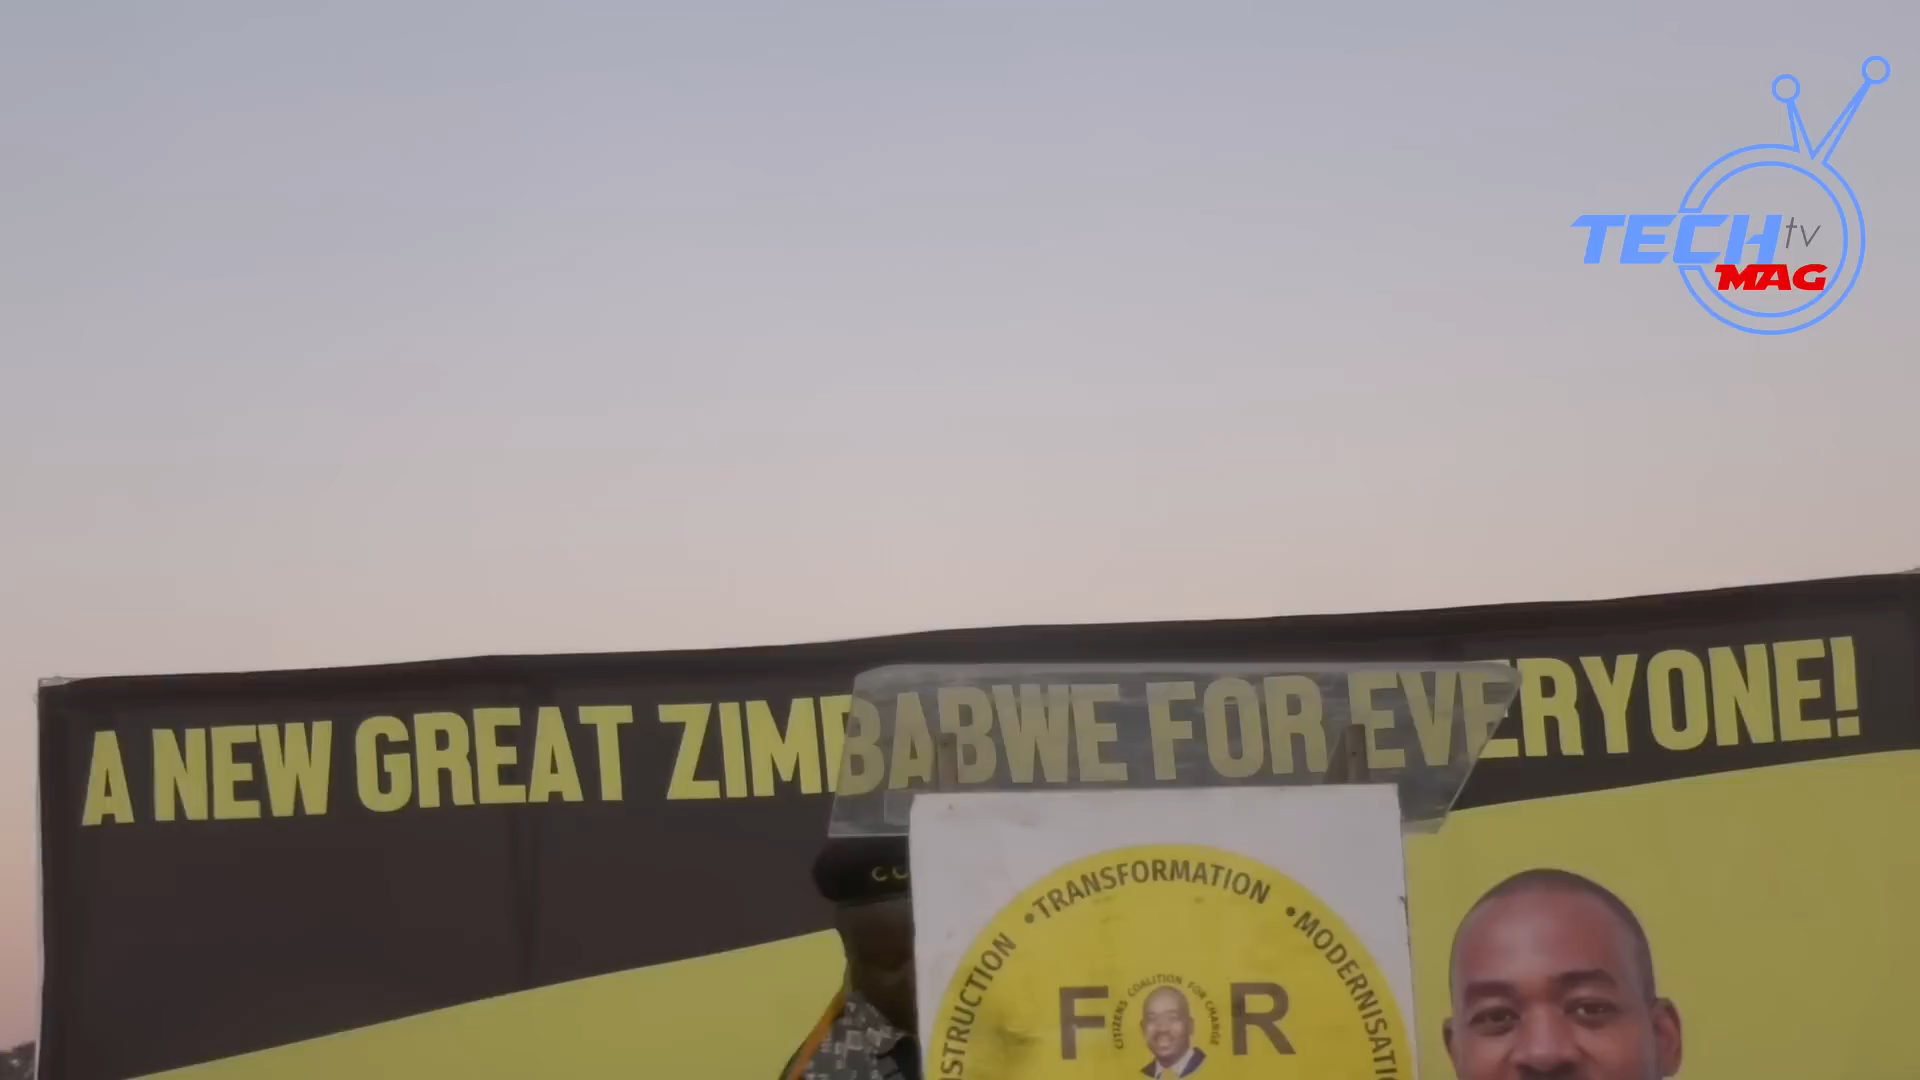 TECH tv
MAG
A NEW GREAT ZIMBABWE FOR EVERYONE!
• TRANSFORMATION
• MODERNISATI
STRUCTION
CITIZENS COALITION FOR CHANGE
F R